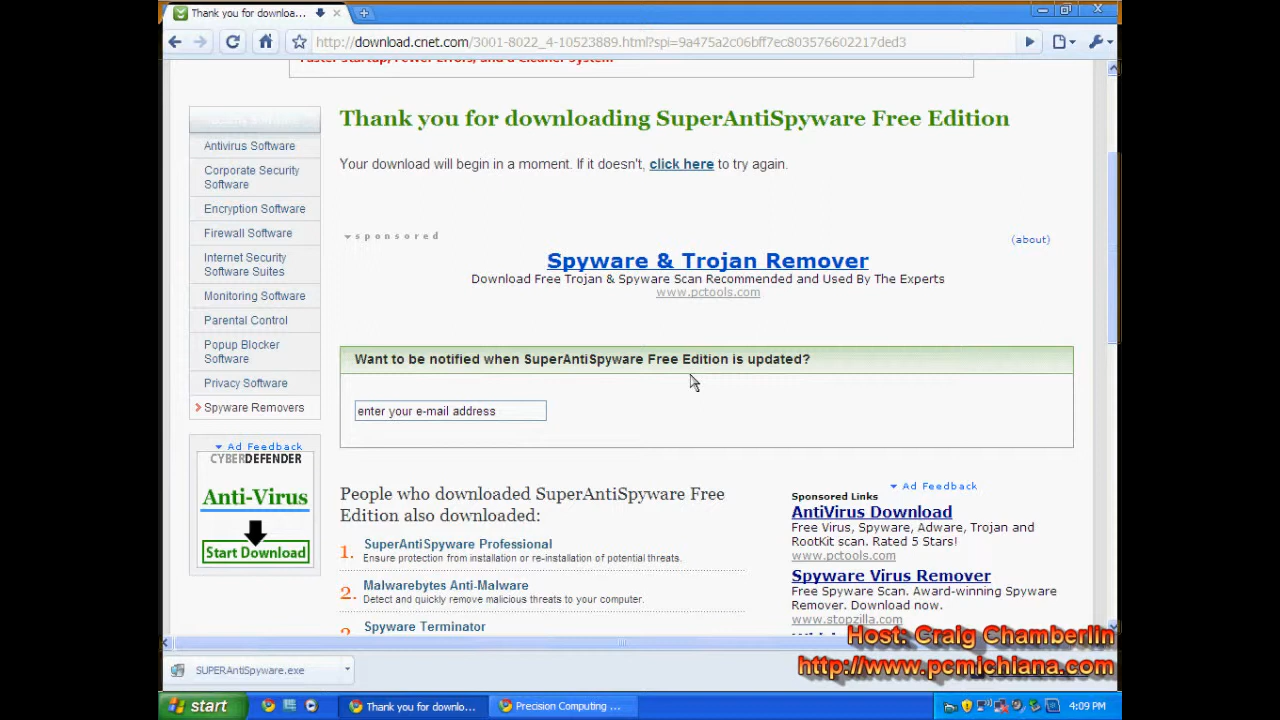 Thank you for downloa...
http://download.cnet.com/3001-8022_4-10523889.html?spi=9a475a2c06bff7ec803576602217ded3
Faster Startup, Fewer Errors, and a Cleaner System
Thank you for downloading SuperAntiSpyware Free Edition
Your download will begin in a moment. If it doesn't, click here to try again.
Antivirus Software
Corporate Security
Software
Encryption Software
Firewall Software
Internet Security
Software Suites
Monitoring Software
Parental Control
Popup Blocker
Software
Privacy Software
Spyware Removers
sponsored
(about)
Spyware & Trojan Remover
Download Free Trojan & Spyware Scan Recommended and Used By The Experts
www.pctools.com
Want to be notified when SuperAntiSpyware Free Edition is updated?
enter your e-mail address
Ad Feedback
CYBERDEFENDER
Anti-Virus
Start Download
People who downloaded SuperAntiSpyware Free
Edition also downloaded:
1. SuperAntiSpyware Professional
Ensure protection from installation or re-installation of potential threats.
2. Malwarebytes Anti-Malware
Detect and quickly remove malicious threats to your computer.
Spyware Terminator
Ad Feedback
Sponsored Links
AntiVirus Download
Free Virus, Spyware, Adware, Trojan and
RootKit scan. Rated 5 Stars!
www.pctools.com
Spyware Virus Remover
Free Spyware Scan. Award-winning Spyware
Remover. Download now.
www.stopzilla.com
Host: Craig Chamberlin
http://www.pcmichiana.com
SUPERAntiSpyware.exe
start
Thank you for downlo...
Precision Computing ...
4:09 PM